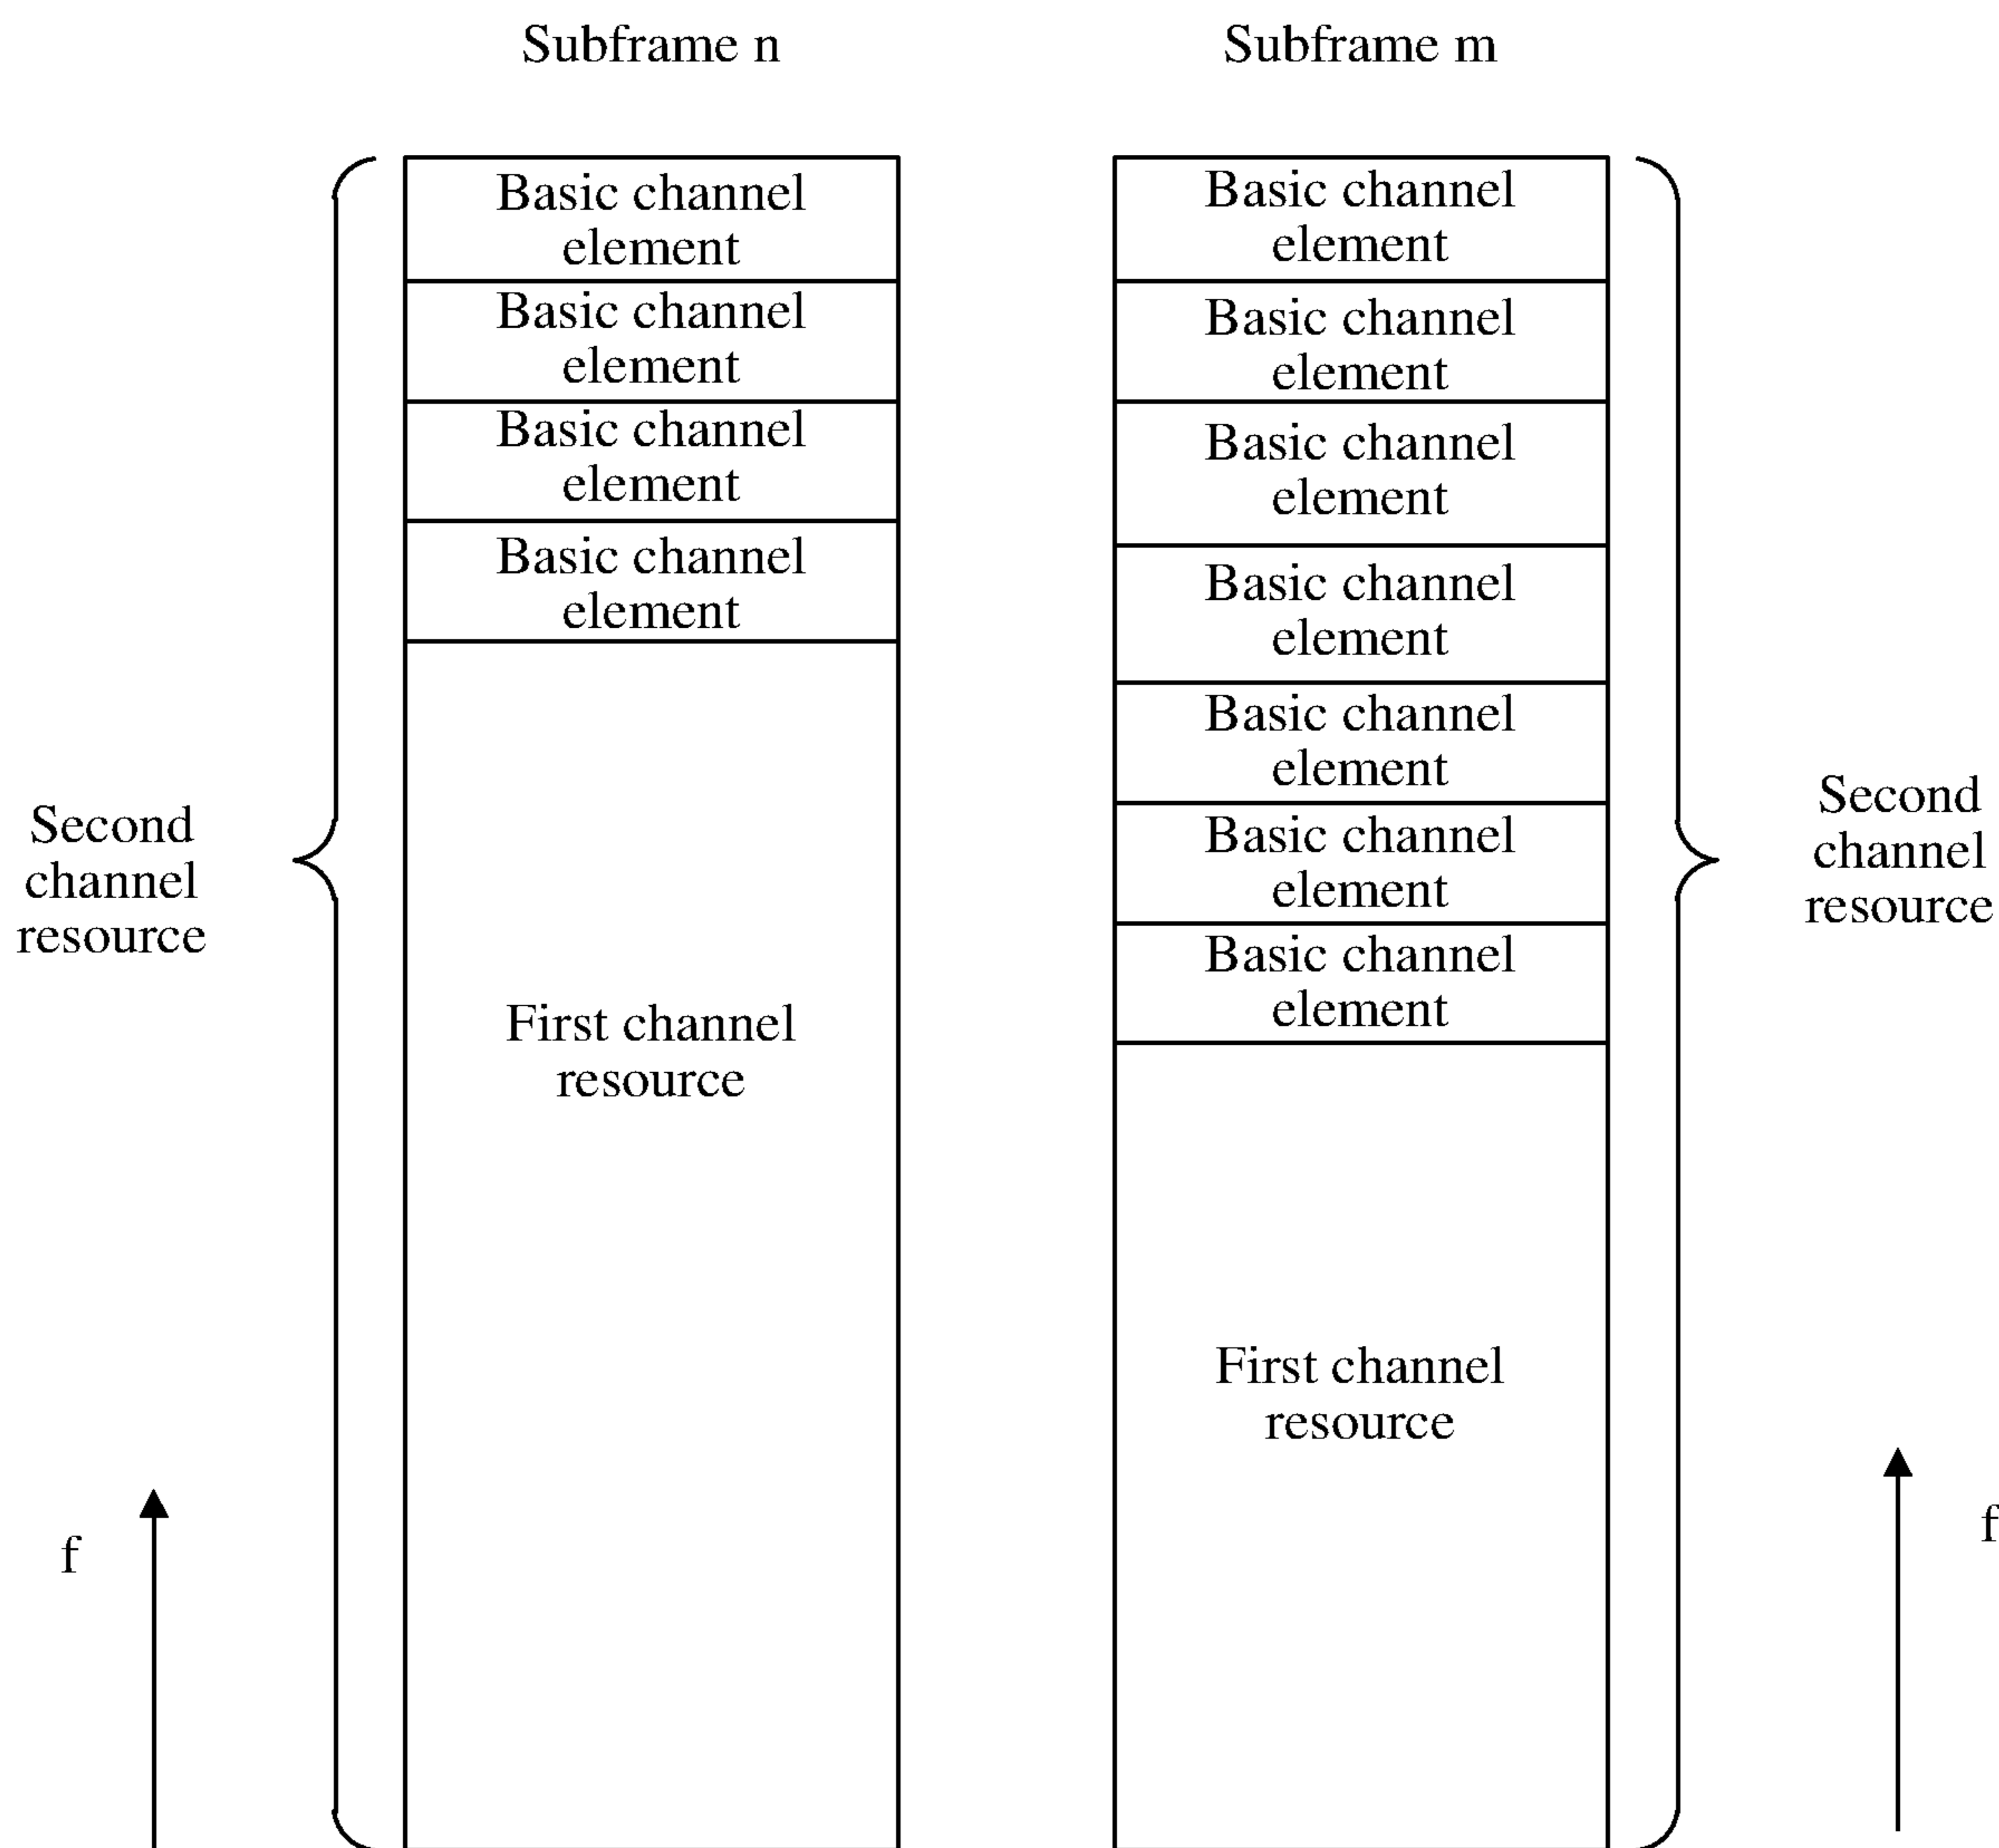 Subframe n
Subframe m
Basic channel
element
Basic channel
element
Basic channel
element
Basic channel
element
First channel
resource
Basic channel
element
Basic channel
element
Basic channel
element
Basic channel
element
Basic channel
element
Basic channel
element
Basic channel
element
First channel
resource
Second
channel
resource
Second
channel
resource
f
f